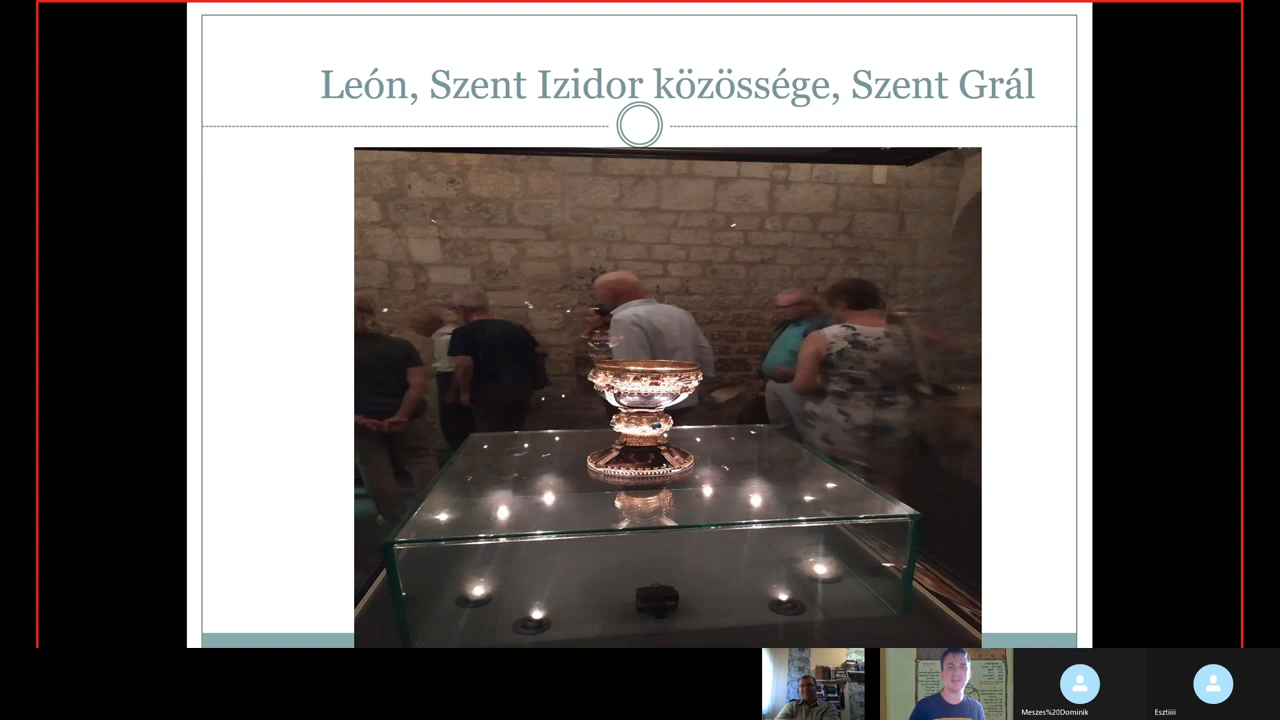 León, Szent Izidor közössége, Szent Grál
Meszes%20Dominik
Esztiiii